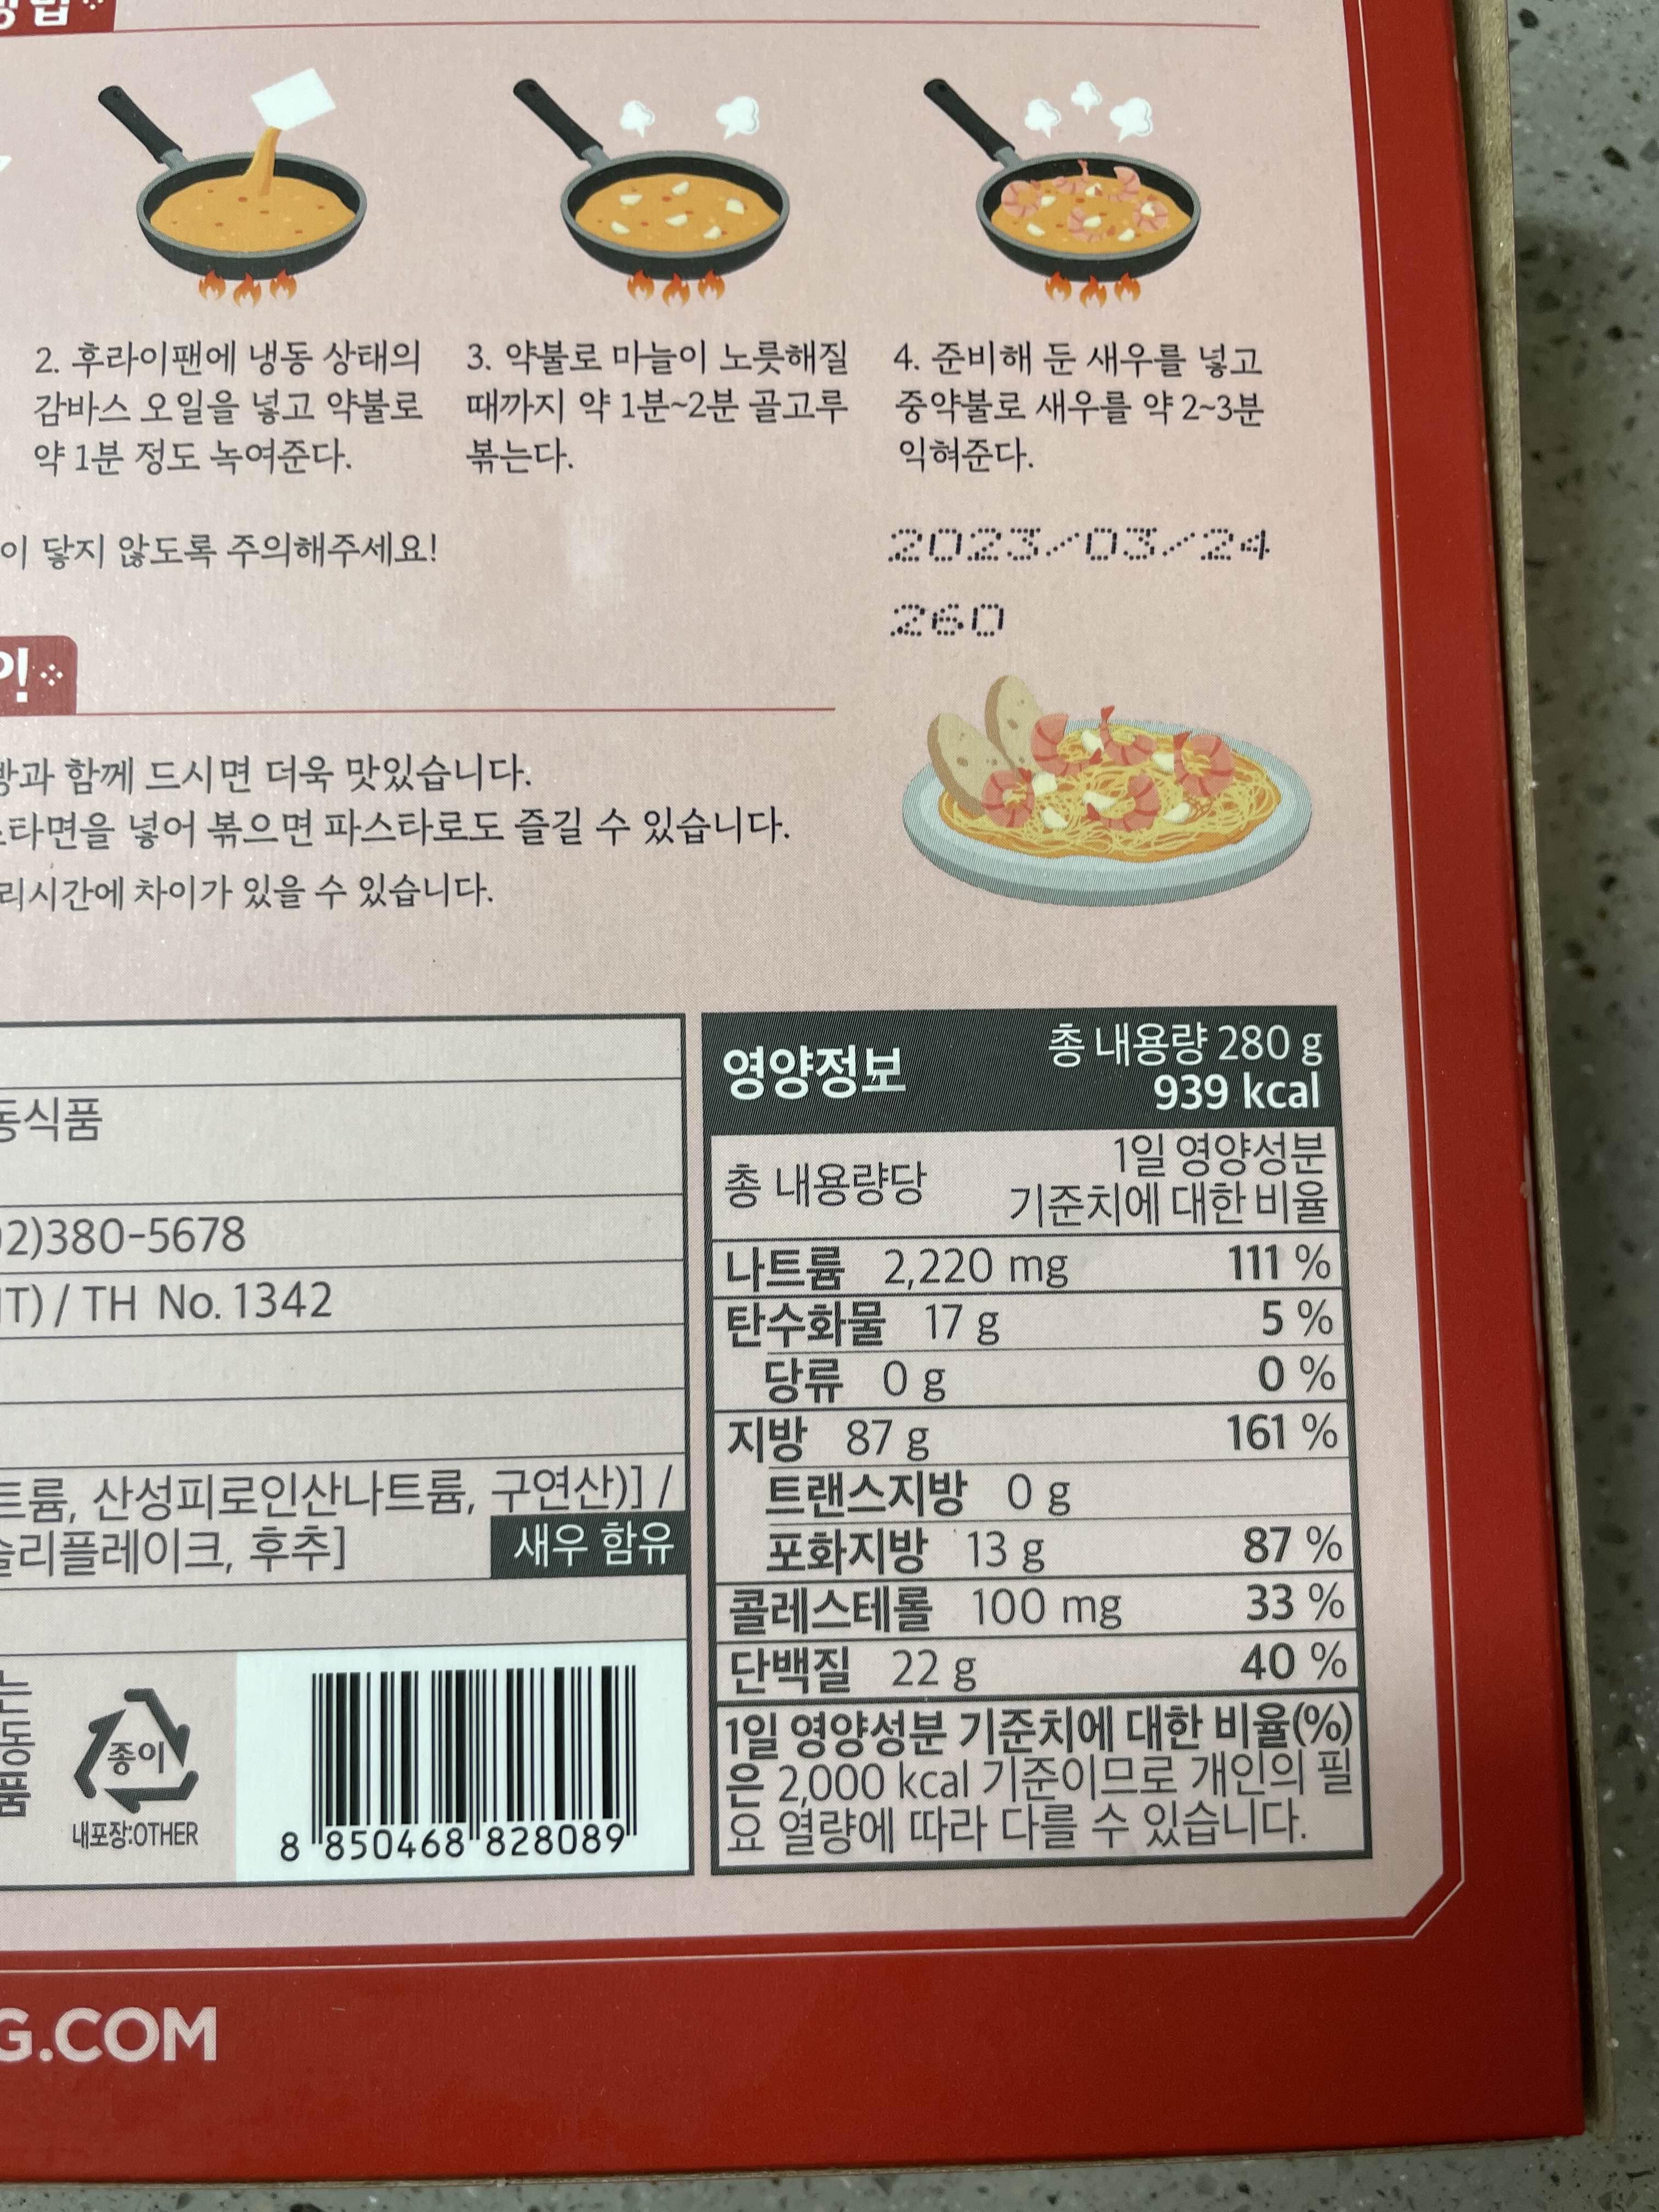 2. 후라이팬에 냉동 상태의
감바스 오일을 넣고 약불로
약 1분 정도 녹여준다.
3. 약불로 마늘이 노릇해질
때까지 약 1분~2분 골고루
볶는다.
4. 준비해 둔 새우를 넣고
중약불로 새우를 약 2~3분
익혀준다.
이 닿지 않도록 주의해주세요!
2023/03/24
260
함께 드시면 더욱 맛있습니다.
넣어 볶으면 파스타로도 즐길 수 있습니다.
차이가 있을 수 있습니다.
동식품
02)380-5678
IT) / TH No. 1342
트륨, 산성피로인산나트륨, 구연산)] /
슬리플레이크, 후추]
새우 함유
종이
내포장:OTHER
8 850468 828089
영양정보
총 내용량 280 g
939 kcal
총 내용량당
1일 영양성분
기준치에 대한 비율
나트륨 2,220 mg 111 %
탄수화물 17 g 5 %
당류 0 g 0 %
지방 87 g 161 %
트랜스지방 0 g
포화지방 13 g 87 %
콜레스테롤 100 mg 33 %
단백질 22 g 40 %
1일 영양성분 기준치에 대한 비율(%)
은 2,000 kcal 기준이므로 개인의 필
요 열량에 따라 다를 수 있습니다.
G.COM